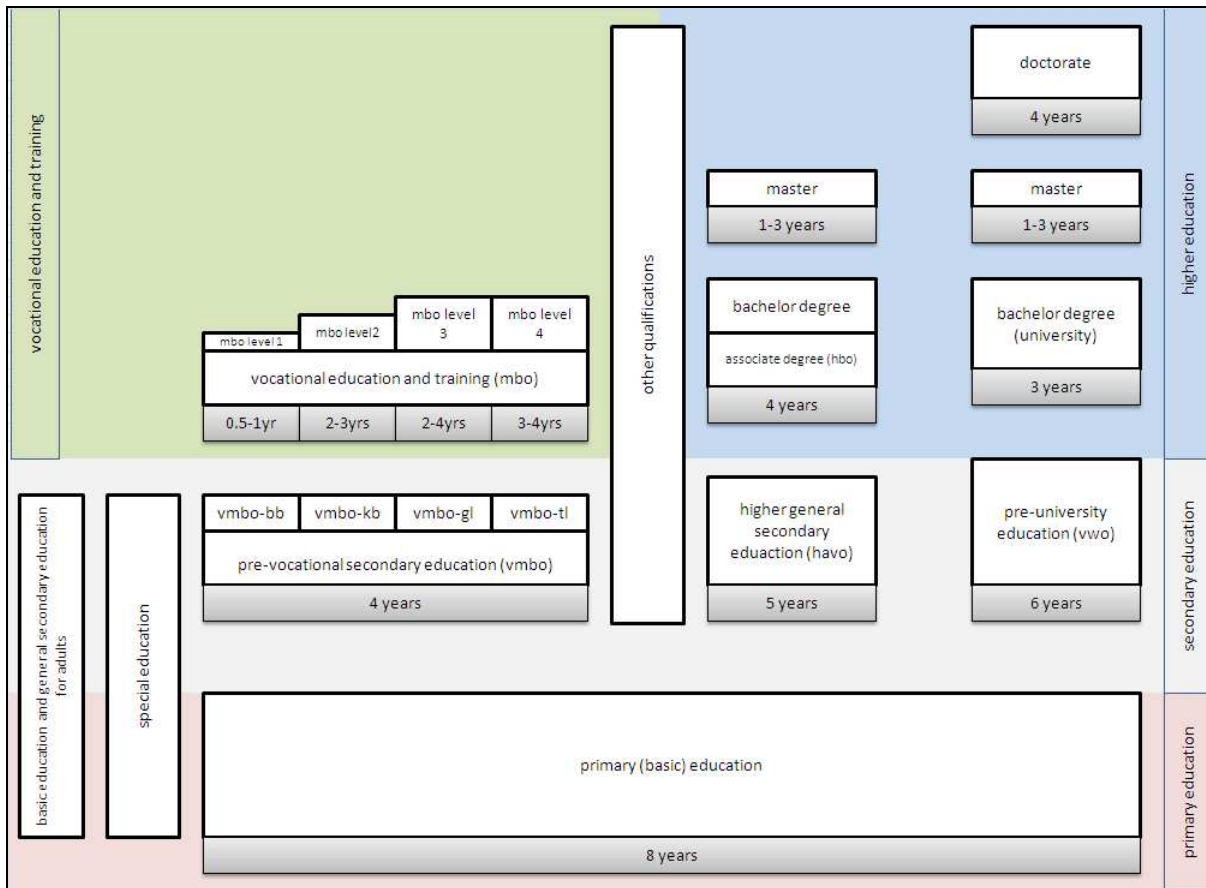 vocational education and training
doctorate
4 years
master
1-3 years
master
1-3 years
higher education
other qualifications
bachelor degree
associate degree (hbo)
4 years
bachelor degree
(university)
3 years
mbo level 1
mbo level2
mbo level
3
mbo level
4
vocational education and training (mbo)
0.5-1yr
2-3yrs
2-4yrs
3-4yrs
basic education and general secondary education
for adults
special education
vmbo-bb
vmbo-kb
vmbo-gl
vmbo-tl
pre-vocational secondary education (vmbo)
4 years
higher general
secondary
eduaction (havo)
5 years
pre-university
education (vwo)
6 years
secondary education
primary (basic) education
8 years
primary education